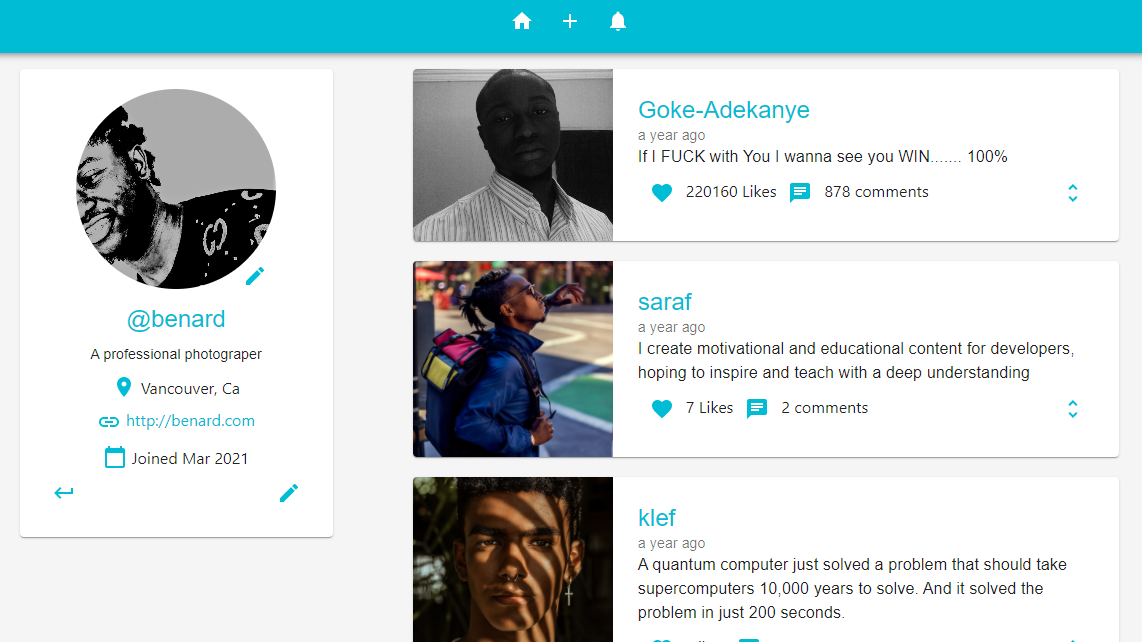 @benard
A professional photograper
Vancouver, Ca
http://benard.com
Joined Mar 2021
Goke-Adekanye
a year ago
If I FUCK with You I wanna see you WIN....... 100%
220160 Likes 878 comments
saraf
a year ago
I create motivational and educational content for developers,
hoping to inspire and teach with a deep understanding
7 Likes 2 comments
klef
a year ago
A quantum computer just solved a problem that should take
supercomputers 10,000 years to solve. And it solved the
problem in just 200 seconds.